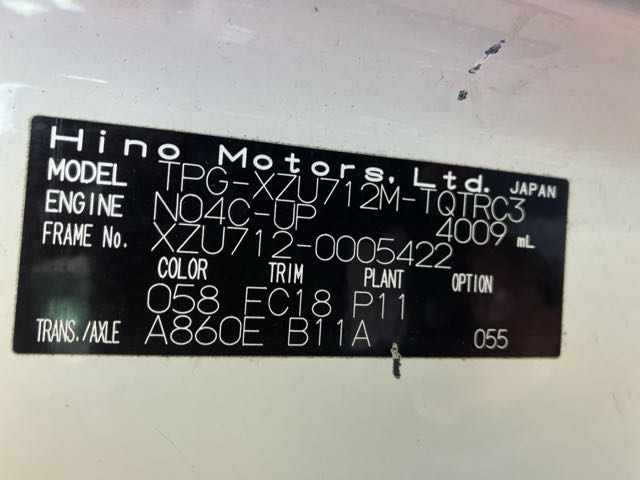 Hino Motors, Ltd. JAPAN
MODEL TPG-XZU712M-TQTRC3
ENGINE N04C-UP 4009 mL
FRAME No. XZU712-0005422
COLOR TRIM PLANT OPTION
058 FC18 P11
TRANS./AXLE A860E B11A 055